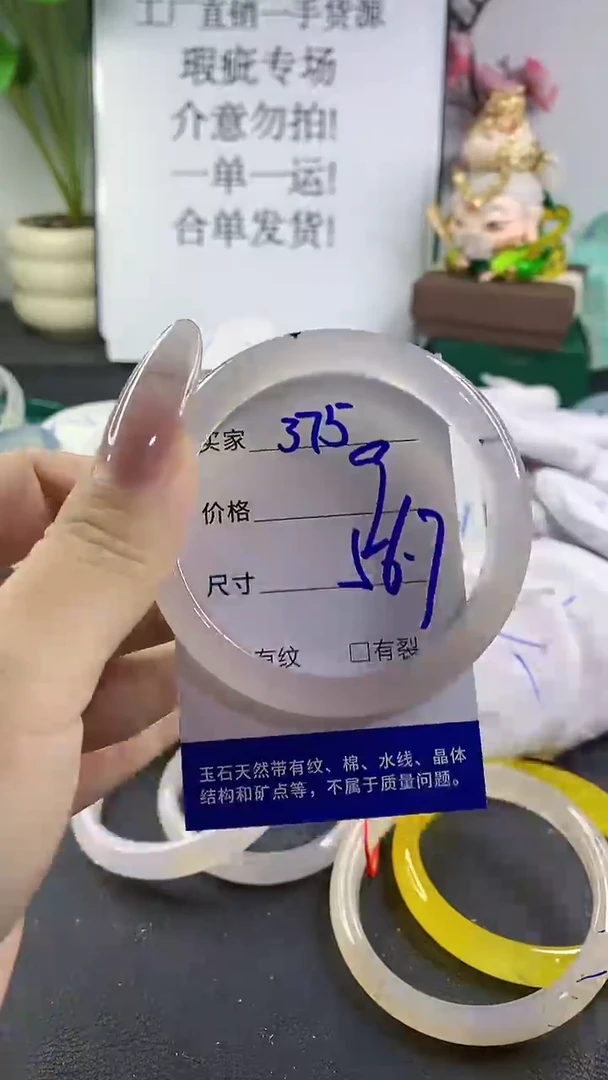 工厂直销一手货源
瑕疵专场
介意勿拍!
一单一运!
合单发货!
买家 375
价格 9
尺寸 56.7
有纹 □有裂
玉石天然带有纹、棉、水线、晶体
结构和矿点等，不属于质量问题。